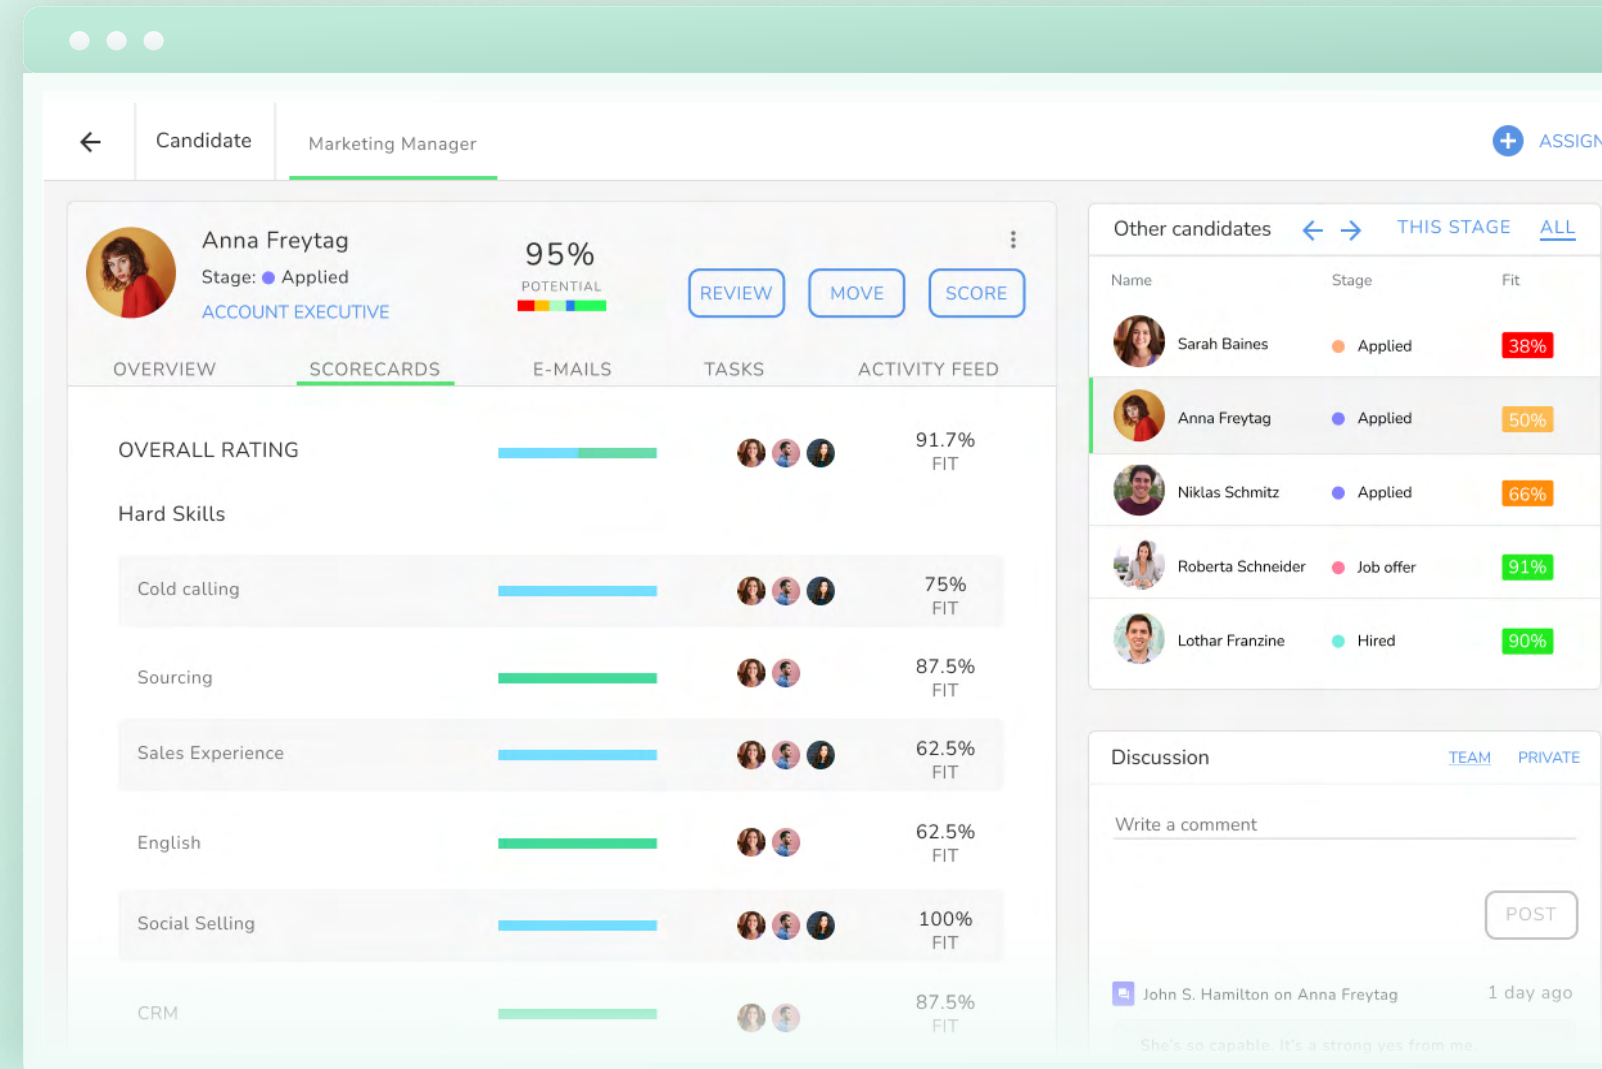 Candidate
Marketing Manager
ASSIGN
Anna Freytag
Stage: Applied
ACCOUNT EXECUTIVE
95%
POTENTIAL
REVIEW
MOVE
SCORE
OVERVIEW
SCORECARDS
E-MAILS
TASKS
ACTIVITY FEED
OVERALL RATING
91.7%
FIT
Hard Skills
Cold calling
75%
FIT
Sourcing
87.5%
FIT
Sales Experience
62.5%
FIT
English
62.5%
FIT
Social Selling
100%
FIT
CRM
87.5%
FIT
Other candidates
THIS STAGE
ALL
Name Stage Fit
Sarah Baines Applied 38%
Anna Freytag Applied 50%
Niklas Schmitz Applied 66%
Roberta Schneider Job offer 91%
Lothar Franzine Hired 90%
Discussion
TEAM
PRIVATE
Write a comment
POST
John S. Hamilton on Anna Freytag
1 day ago
She's so capable. It's a strong yes from me.